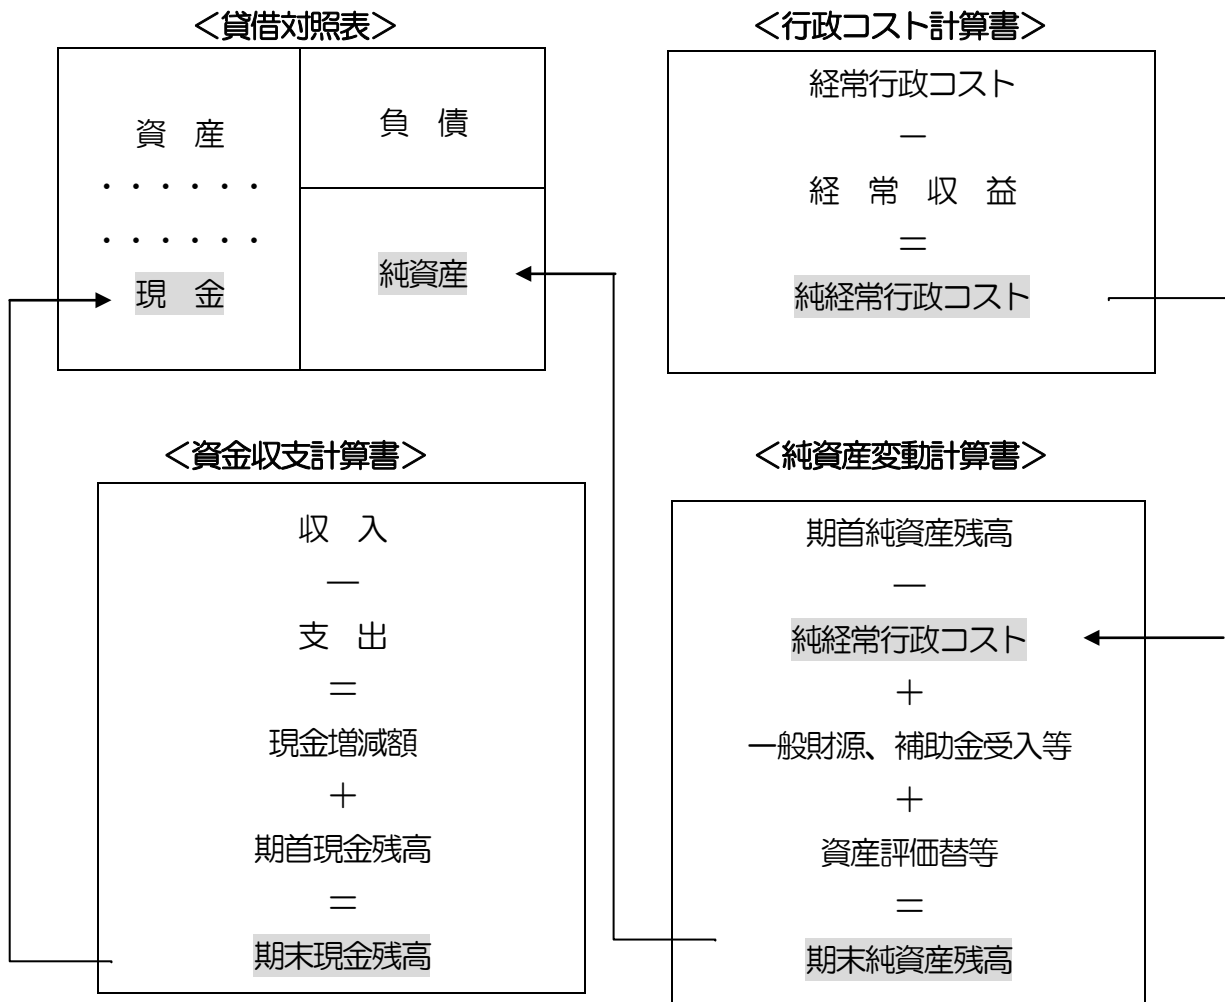 ＜貸借対照表＞
資　産
・・・・・・
・・・・・・
現　金
負　債
純資産
＜行政コスト計算書＞
経常行政コスト
－
経　常　収　益
＝
純経常行政コスト
＜資金収支計算書＞
収　入
―
支　出
＝
現金増減額
＋
期首現金残高
＝
期末現金残高
＜純資産変動計算書＞
期首純資産残高
―
純経常行政コスト
＋
一般財源、補助金受入等
＋
資産評価替等
＝
期末純資産残高